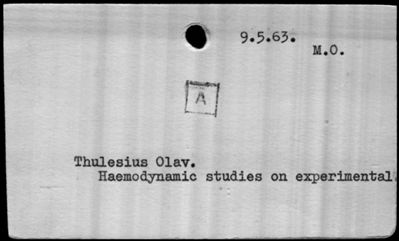 9.5.63.
M.O.
A
Thulesius Olav.
Haemodynamic studies on experimental